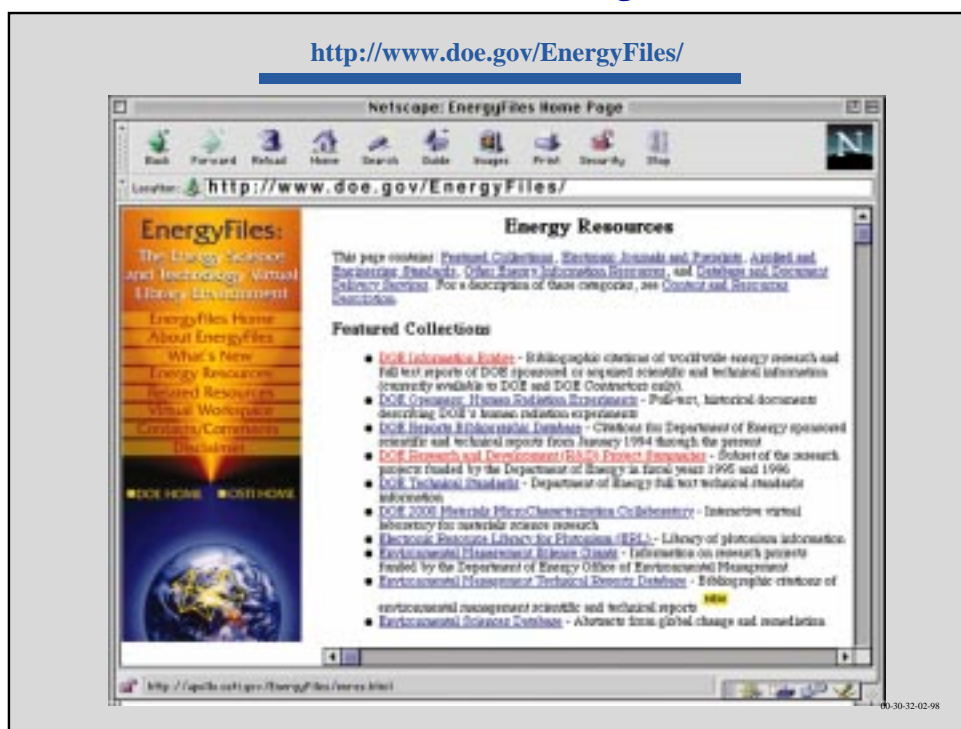 http://www.doe.gov/EnergyFiles/
Netscape: EnergyFiles Home Page
Back Forward Reload Home Search Guide Images Print Security Stop
N
Location: http://www.doe.gov/EnergyFiles/
EnergyFiles:
The Energy Science
and Technology Virtual
Library Environment
EnergyFiles Home
About EnergyFiles
What's New
Energy Resources
Related Resources
Virtual Workspace
Contacts/Comments
Disclaimer
DOE HOME OSTI HOME
Energy Resources
This page contains: Featured Collections, Electronic Journals and Preprints, Applied and
Engineering Standards, Other Energy Information Resources, and Database and Document
Delivery Services. For a description of these categories, see Content and Resources
Description.
Featured Collections
DOE Information Bridge - Bibliographic citations of worldwide energy research and
full text reports of DOE sponsored or acquired scientific and technical information
(currently available to DOE and DOE Contractors only).
DOE Openness: Human Radiation Experiments - Full-text, historical documents
describing DOE's human radiation experiments
DOE Reports Bibliographic Database - Citations for Department of Energy sponsored
scientific and technical reports from January 1994 through the present
DOE Research and Development (R&D) Project Summaries - Subset of the research
projects funded by the Department of Energy in fiscal years 1995 and 1996
DOE Technical Standards - Department of Energy full text technical standards
information
DOE 2000 Materials MicroCharacterization Collaboratory - Interactive virtual
laboratory for materials science research
Electronic Resource Library for Plutonium (ERL) - Library of plutonium information
Environmental Management Science Grants - Information on research projects
funded by the Department of Energy Office of Environmental Management
Environmental Management Technical Reports Database - Bibliographic citations of
environmental management scientific and technical reports NEW
Environmental Sciences Database - Abstracts from global change and remediation
http://apollo.osti.gov/EnergyFiles/enres.html
00-30-32-02-98